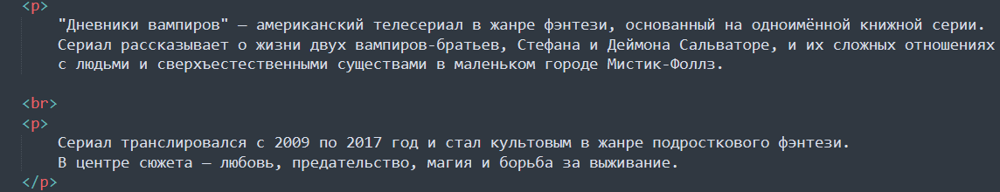 <p>
"Дневники вампиров" — американский телесериал в жанре фэнтези, основанный на одноимённой книжной серии.
Сериал рассказывает о жизни двух вампиров-братьев, Стефана и Деймона Сальваторе, и их сложных отношениях
с людьми и сверхъестественными существами в маленьком городе Мистик-Фоллз.
<br>
<p>
Сериал транслировался с 2009 по 2017 год и стал культовым в жанре подросткового фэнтези.
В центре сюжета — любовь, предательство, магия и борьба за выживание.
</p>